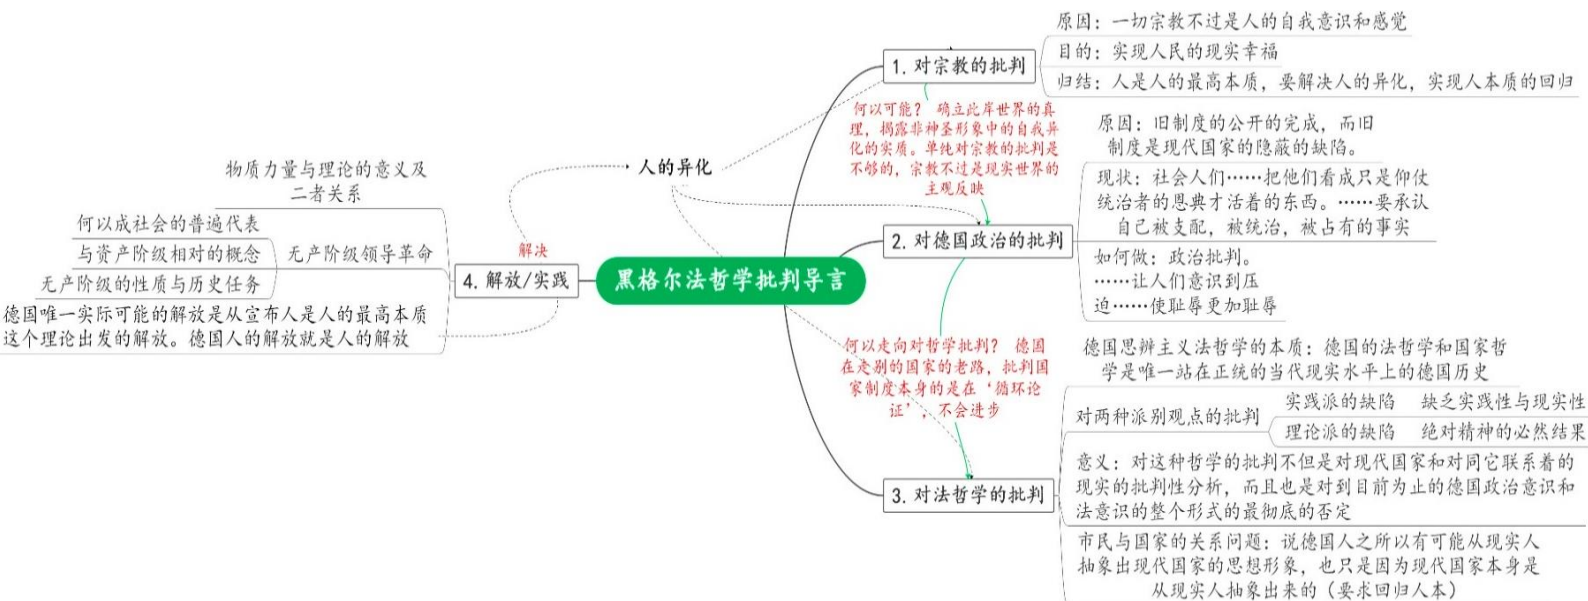 黑格尔法哲学批判导言
1. 对宗教的批判
原因：一切宗教不过是人的自我意识和感觉
目的：实现人民的现实幸福
归结：人是人的最高本质，要解决人的异化，实现人本质的回归
何以可能？ 确立此岸世界的真
理，揭露非神圣形象中的自我异
化的实质。单纯对宗教的批判是
不够的，宗教不过是现实世界的
主观反映
2. 对德国政治的批判
原因：旧制度的公开的完成，而旧
制度是现代国家的隐蔽的缺陷。
现状：社会人们……把他们看成只是仰仗
统治者的恩典才活着的东西。……要承认
自己被支配，被统治，被占有的事实
如何做：政治批判。
……让人们意识到压
迫……使耻辱更加耻辱
何以走向对哲学批判？ 德国
在走别的国家的老路，批判国
家制度本身的是在‘循环论
证’，不会进步
3. 对法哲学的批判
德国思辨主义法哲学的本质：德国的法哲学和国家哲
学是唯一站在正统的当代现实水平上的德国历史
对两种派别观点的批判
实践派的缺陷 缺乏实践性与现实性
理论派的缺陷 绝对精神的必然结果
意义：对这种哲学的批判不但是对现代国家和对同它联系着的
现实的批判性分析，而且也是对到目前为止的德国政治意识和
法意识的整个形式的最彻底的否定
市民与国家的关系问题：说德国人之所以有可能从现实人
抽象出现代国家的思想形象，也只是因为现代国家本身是
从现实人抽象出来的（要求回归人本）
4. 解放/实践
物质力量与理论的意义及
二者关系
无产阶级领导革命
何以成社会的普遍代表
与资产阶级相对的概念
无产阶级的性质与历史任务
德国唯一实际可能的解放是从宣布人是人的最高本质
这个理论出发的解放。德国人的解放就是人的解放
解决
人的异化